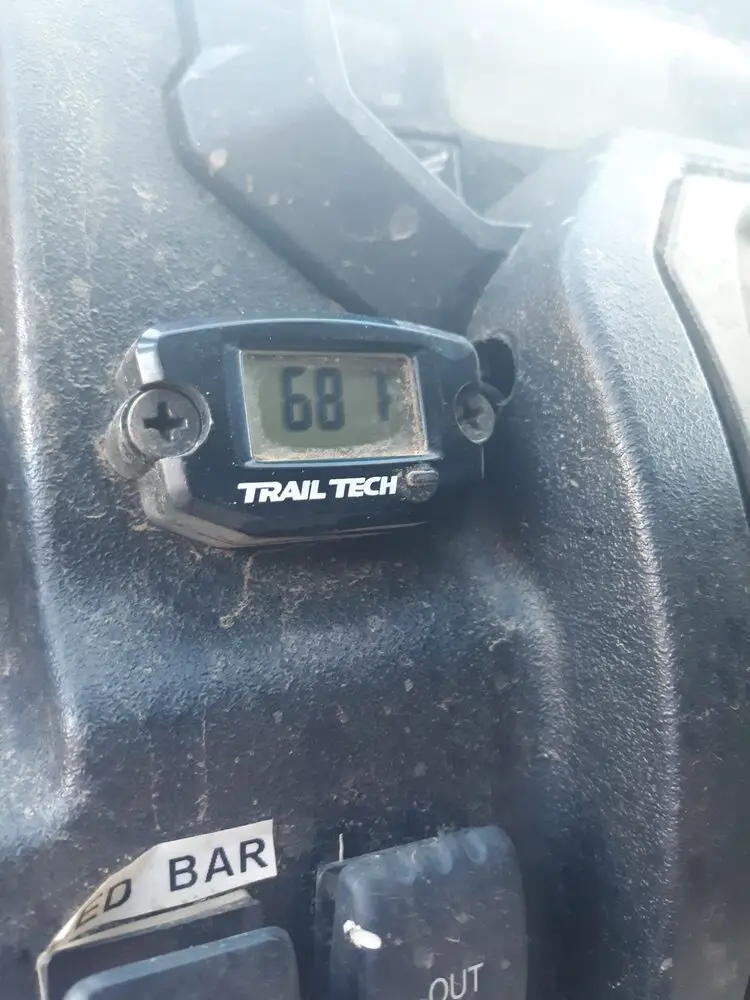 68 F
TRAIL TECH
ED BAR
OUT